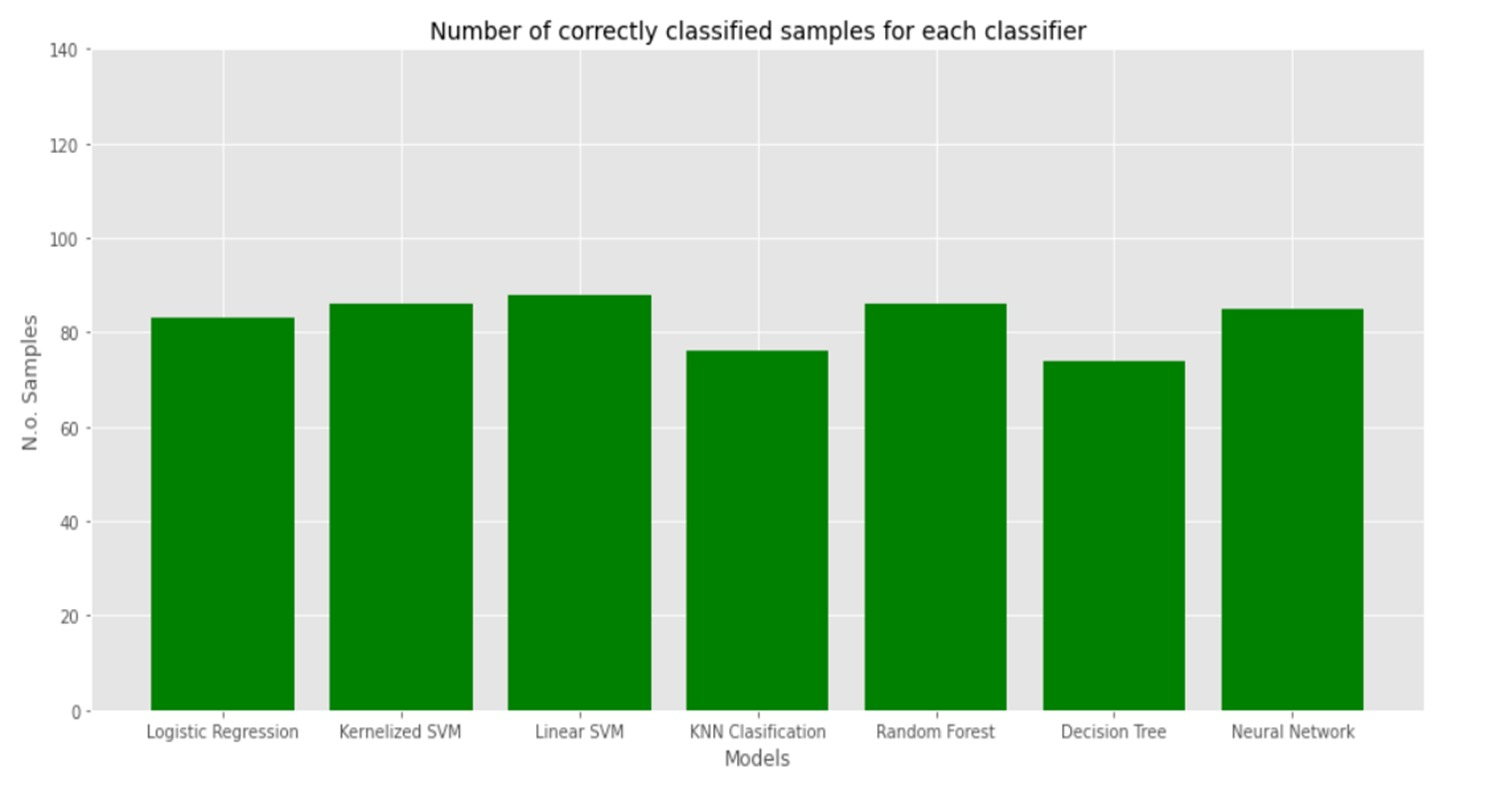 Number of correctly classified samples for each classifier
140
120
100
80
60
40
20
0
N.o. Samples
Logistic Regression Kernelized SVM Linear SVM KNN Clasification Random Forest Decision Tree Neural Network
Models